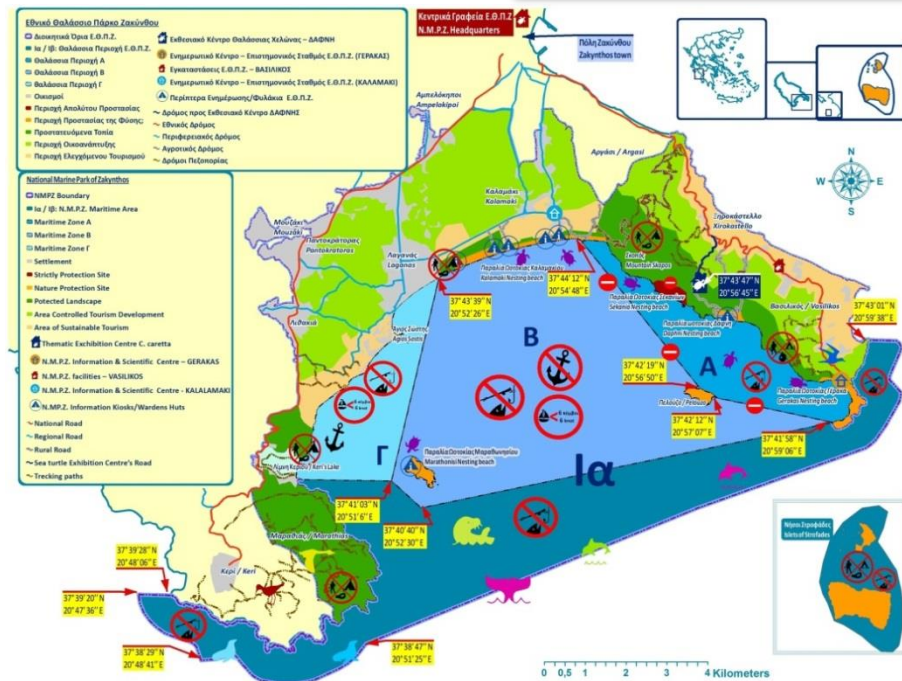 Εθνικό Θαλάσσιο Πάρκο Ζακύνθου
Διοικητικά Όρια Ε.Θ.Π.Ζ.
Ια / Ιβ: Θαλάσσια Περιοχή Ε.Θ.Π.Ζ.
Θαλάσσια Περιοχή Α
Θαλάσσια Περιοχή Β
Θαλάσσια Περιοχή Γ
Οικισμοί
Περιοχή Απολύτου Προστασίας
Περιοχή Προστασίας της Φύσης;
Προστατευόμενα Τοπία
Περιοχή Οικοανάπτυξης
Περιοχή Ελεγχόμενου Τουρισμού
Εκθεσιακό Κέντρο Θαλάσσιας Χελώνας – ΔΑΦΝΗ
Ενημερωτικό Κέντρο – Επιστημονικός Σταθμός Ε.Θ.Π.Ζ. (ΓΕΡΑΚΑΣ)
Εγκαταστάσεις Ε.Θ.Π.Ζ. – ΒΑΣΙΛΙΚΟΣ
Ενημερωτικό Κέντρο – Επιστημονικός Σταθμός Ε.Θ.Π.Ζ. (ΚΑΛΑΜΑΚΙ)
Περίπτερα Ενημέρωσης/Φυλάκια Ε.Θ.Π.Ζ.
Δρόμος προς Εκθεσιακό Κέντρο ΔΑΦΝΗΣ
Εθνικός Δρόμος
Περιφερειακός Δρόμος
Αγροτικός Δρόμος
Δρόμοι Πεζοπορίας
Κεντρικά Γραφεία Ε.Θ.Π.Ζ.
N.M.P.Z. Headquarters
Πόλη Ζακύνθου
Zakynthos town
National Marine Park of Zakynthos
NMPZ Boundary
Ια / Ιβ: N.M.P.Z. Maritime Area
Maritime Zone A
Maritime Zone B
Maritime Zone Γ
Settlement
Strictly Protection Site
Nature Protection Site
Potected Landscape
Area Controlled Tourism Development
Area of Sustainable Tourism
Thematic Exhibition Centre C. caretta
N.M.P.Z. Information & Scientific Centre – GERAKAS
N.M.P.Z. facilities – VASILIKOS
N.M.P.Z. Information & Scientific Centre - KALALAMAKI
N.M.P.Z. Information Kiosks/Wardens Huts
National Road
Regional Road
Rural Road
Sea turtle Exhibition Centre's Road
Trecking paths
Αμπελόκηποι
Ampelokipoi
Αργάσι / Argasi
Καλαμάκι
Kalamaki
Μουζάκι
Mouzaki
Παντοκράτορας
Pantokratoras
Λαγανάς
Laganas
Λιθακιά
Άγιος Σώστης
Agios Sostis
Σκοπός
Mountain Skopos
Ξηροκάστελλο
Xirokastello
Βασιλικός / Vasilikos
N
W
E
S
Παραλία Ωοτοκίας Καλαμακίου
Kalamaki Nesting beach
Παραλία Ωοτοκίας Σεκανίων
Sekania Nesting beach
Παραλία Ωοτοκίας Δάφνη
Daphni Nesting beach
Παραλία Ωοτοκίας Γέρακα
Gerakas Nesting beach
Παραλία Ωοτοκίας Μαραθωνησίου
Marathonisi Nesting beach
Πελούζο / Pelouzo
Λίμνη Κερίου / Keri's Lake
Μαραθιάς / Marathias
Κερί / Keri
37° 43' 39'' N
20° 52' 26'' E
37° 44' 12'' N
20° 54' 48'' E
37° 43' 47'' N
20° 56' 45'' E
37° 43' 01'' N
20° 59' 38'' E
37° 42' 19'' N
20° 56' 50'' E
37° 42' 12'' N
20° 57' 07'' E
37° 41' 58'' N
20° 59' 06'' E
37° 41' 03'' N
20° 51' 6'' E
37° 40' 40'' N
20° 52' 30'' E
37° 39' 28'' N
20° 48' 06'' E
37° 39' 20'' N
20° 47' 36'' E
37° 38' 29'' N
20° 48' 41'' E
37° 38' 47'' N
20° 51' 25'' E
Β
Α
Γ
Ια
Νήσοι Στροφάδες
Islets of Strofades
0 0,5 1 2 3 4 Kilometers